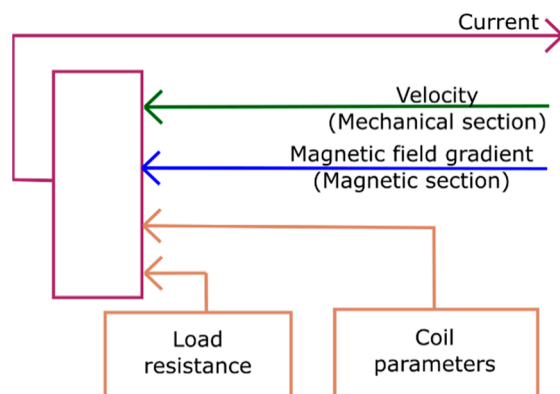 Current
Velocity
(Mechanical section)
Magnetic field gradient
(Magnetic section)
Load
resistance
Coil
parameters